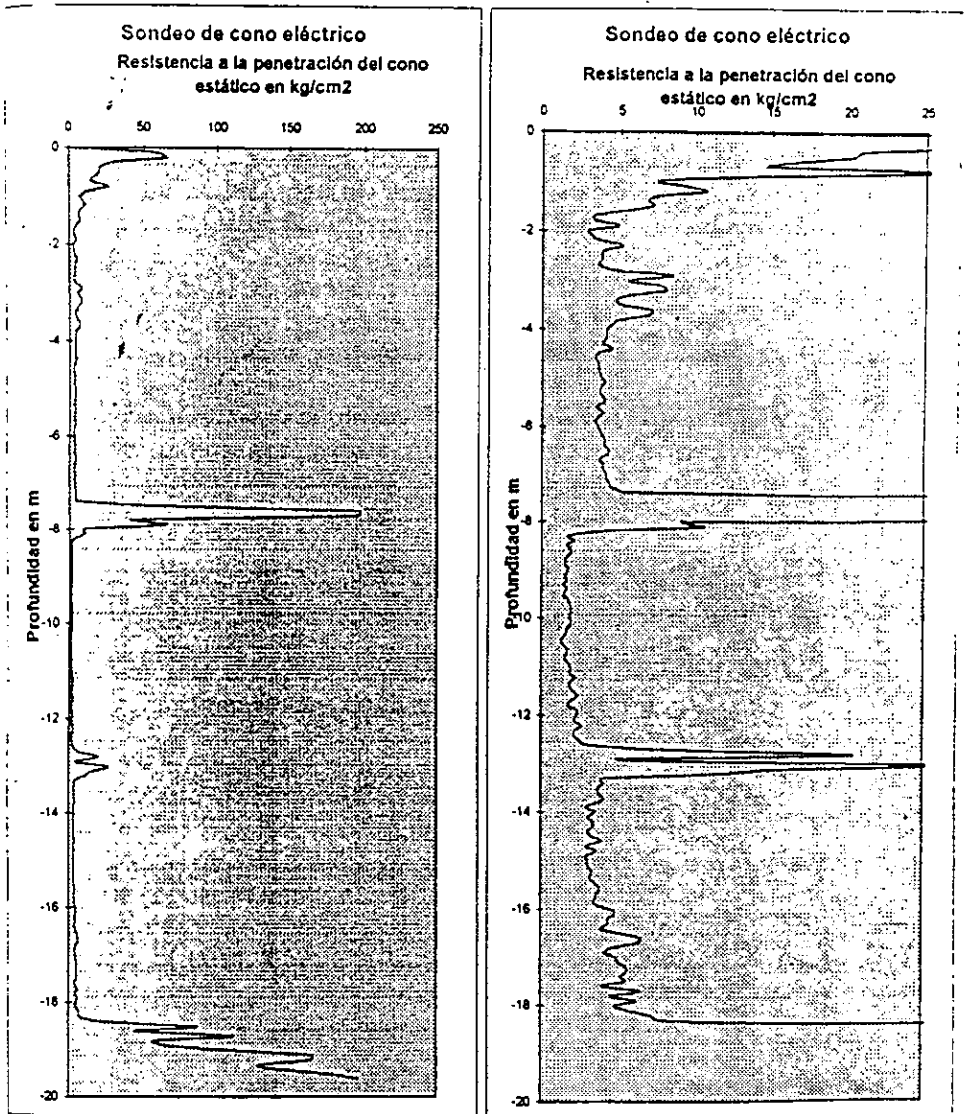 Sondeo de cono eléctrico
Resistencia a la penetración del cono
estático en kg/cm2
0 50 100 150 200 250
0
-2
-4
-6
-8
-10
-12
-14
-16
-18
-20
Profundidad en m
Sondeo de cono eléctrico
Resistencia a la penetración del cono
estático en kg/cm2
0 5 10 15 20 25
0
-2
-4
-6
-8
-10
-12
-14
-16
-18
-20
Profundidad en m